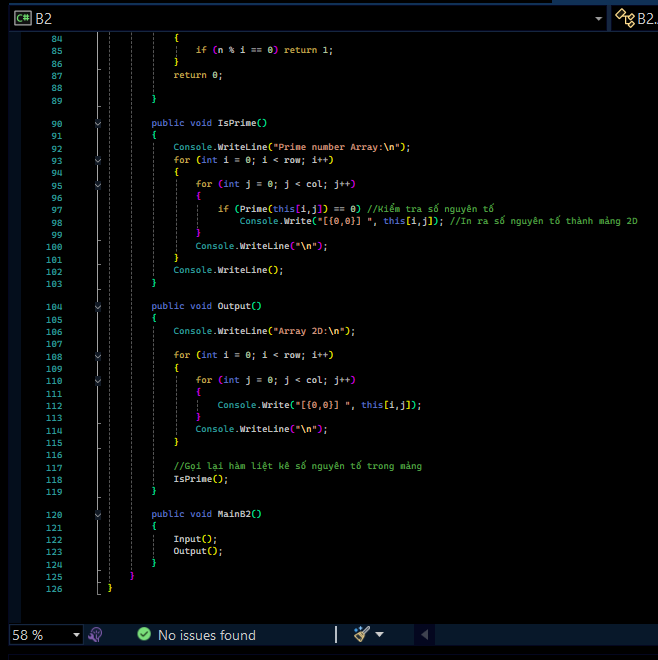 C# B2
B2..
84 {
85 if (n % i == 0) return 1;
86 }
87 return 0;
88
89 }
90 public void IsPrime()
91 {
92 Console.WriteLine("Prime number Array:\n");
93 for (int i = 0; i < row; i++)
94 {
95 for (int j = 0; j < col; j++)
96 {
97 if (Prime(this[i,j]) == 0) //Kiểm tra số nguyên tố
98 Console.Write("[{0,0}] ", this[i,j]); //In ra số nguyên tố thành mảng 2D
99 }
100 Console.WriteLine("\n");
101 }
102 Console.WriteLine();
103 }
104 public void Output()
105 {
106 Console.WriteLine("Array 2D:\n");
107
108 for (int i = 0; i < row; i++)
109 {
110 for (int j = 0; j < col; j++)
111 {
112 Console.Write("[{0,0}] ", this[i,j]);
113 }
114 Console.WriteLine("\n");
115 }
116
117 //Gọi lại hàm liệt kê số nguyên tố trong mảng
118 IsPrime();
119 }
120 public void MainB2()
121 {
122 Input();
123 Output();
124 }
125 }
126 }
58 % No issues found